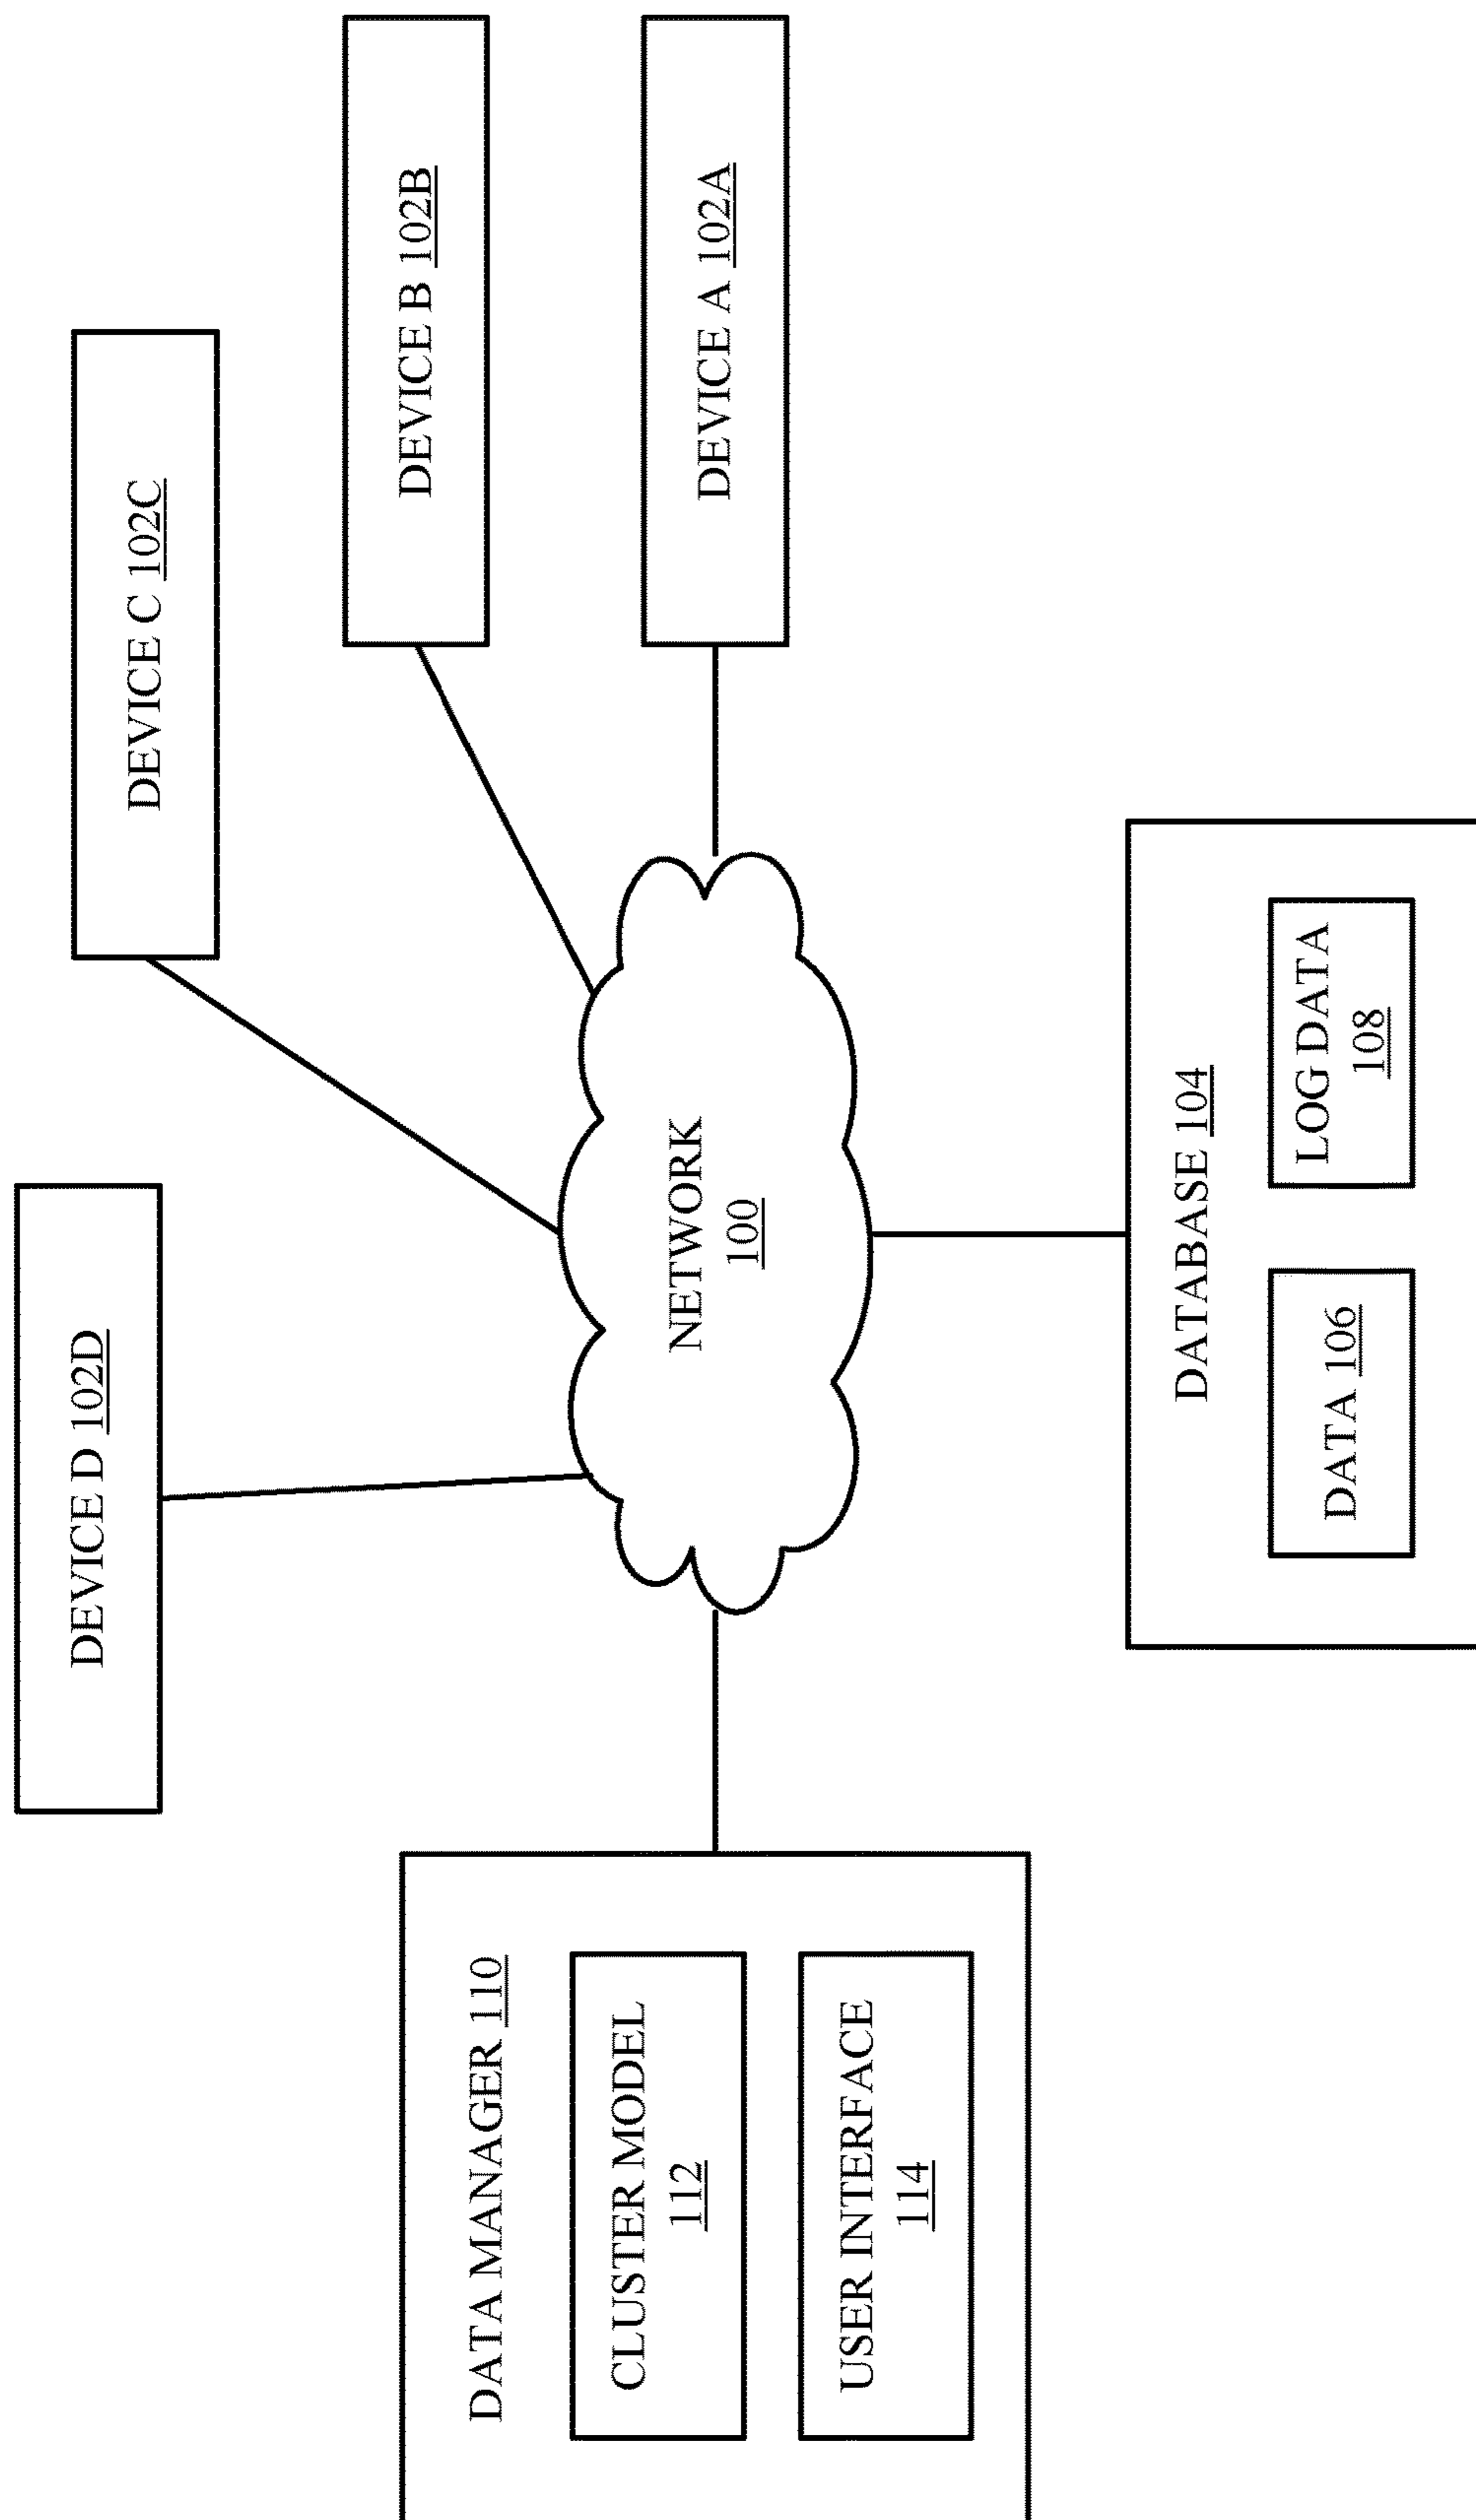 DEVICE D 102D
DEVICE C 102C
DEVICE B 102B
DEVICE A 102A
DATA MANAGER 110
CLUSTER MODEL
112
USER INTERFACE
114
NETWORK
100
DATABASE 104
DATA 106
LOG DATA
108